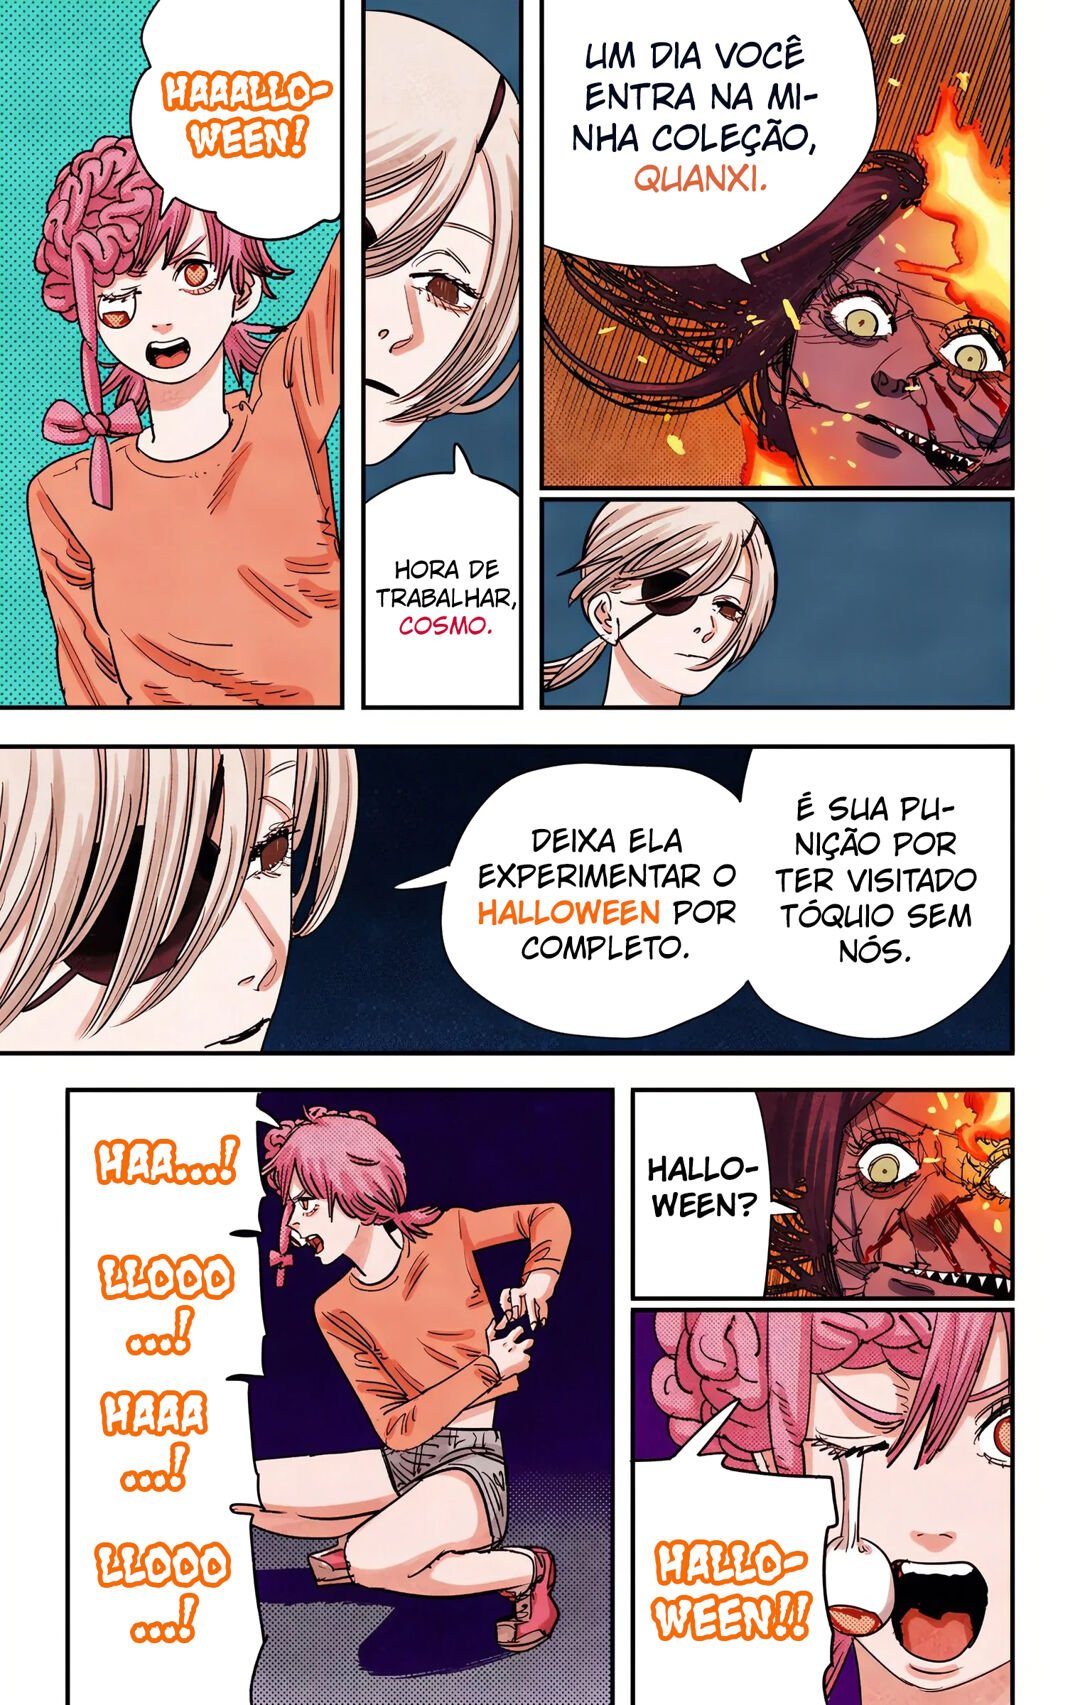 UM DIA VOCÊ
ENTRA NA MI-
NHA COLEÇÃO,
QUANXI.
HORA DE
TRABALHAR,
COSMO.
HAAALLO-
WEEN!
É SUA PU-
NIÇÃO POR
TER VISITADO
TÓQUIO SEM
NÓS.
DEIXA ELA
EXPERIMENTAR O
HALLOWEEN POR
COMPLETO.
HALLO-
WEEN?
HALLO-
WEEN!!
HAA...!
LLOOO
...!
HAAA
...!
LLOOO
...!